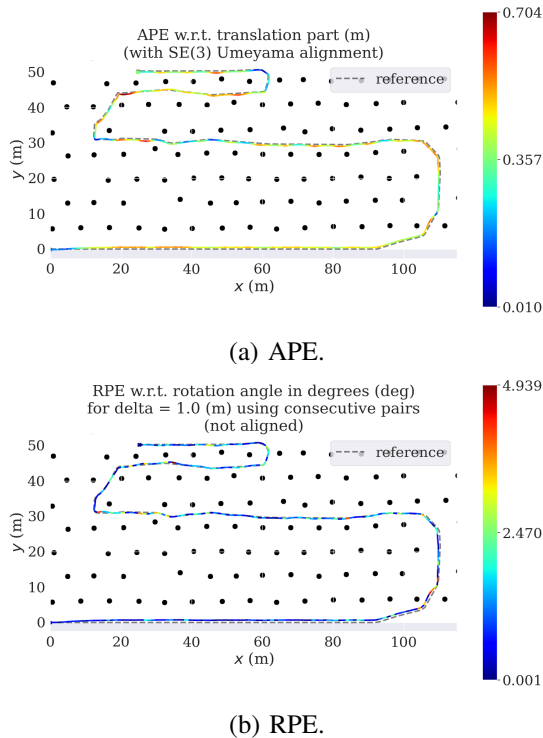 APE w.r.t. translation part (m)
(with SE(3) Umeyama alignment)
0.704
50
reference
40
30
0.357
y (m)
20
10
0
0 20 40 60 80 100
x (m)
0.010
(a) APE.
RPE w.r.t. rotation angle in degrees (deg)
for delta = 1.0 (m) using consecutive pairs
(not aligned)
4.939
50
reference
40
30
2.470
y (m)
20
10
0
0 20 40 60 80 100
x (m)
0.001
(b) RPE.